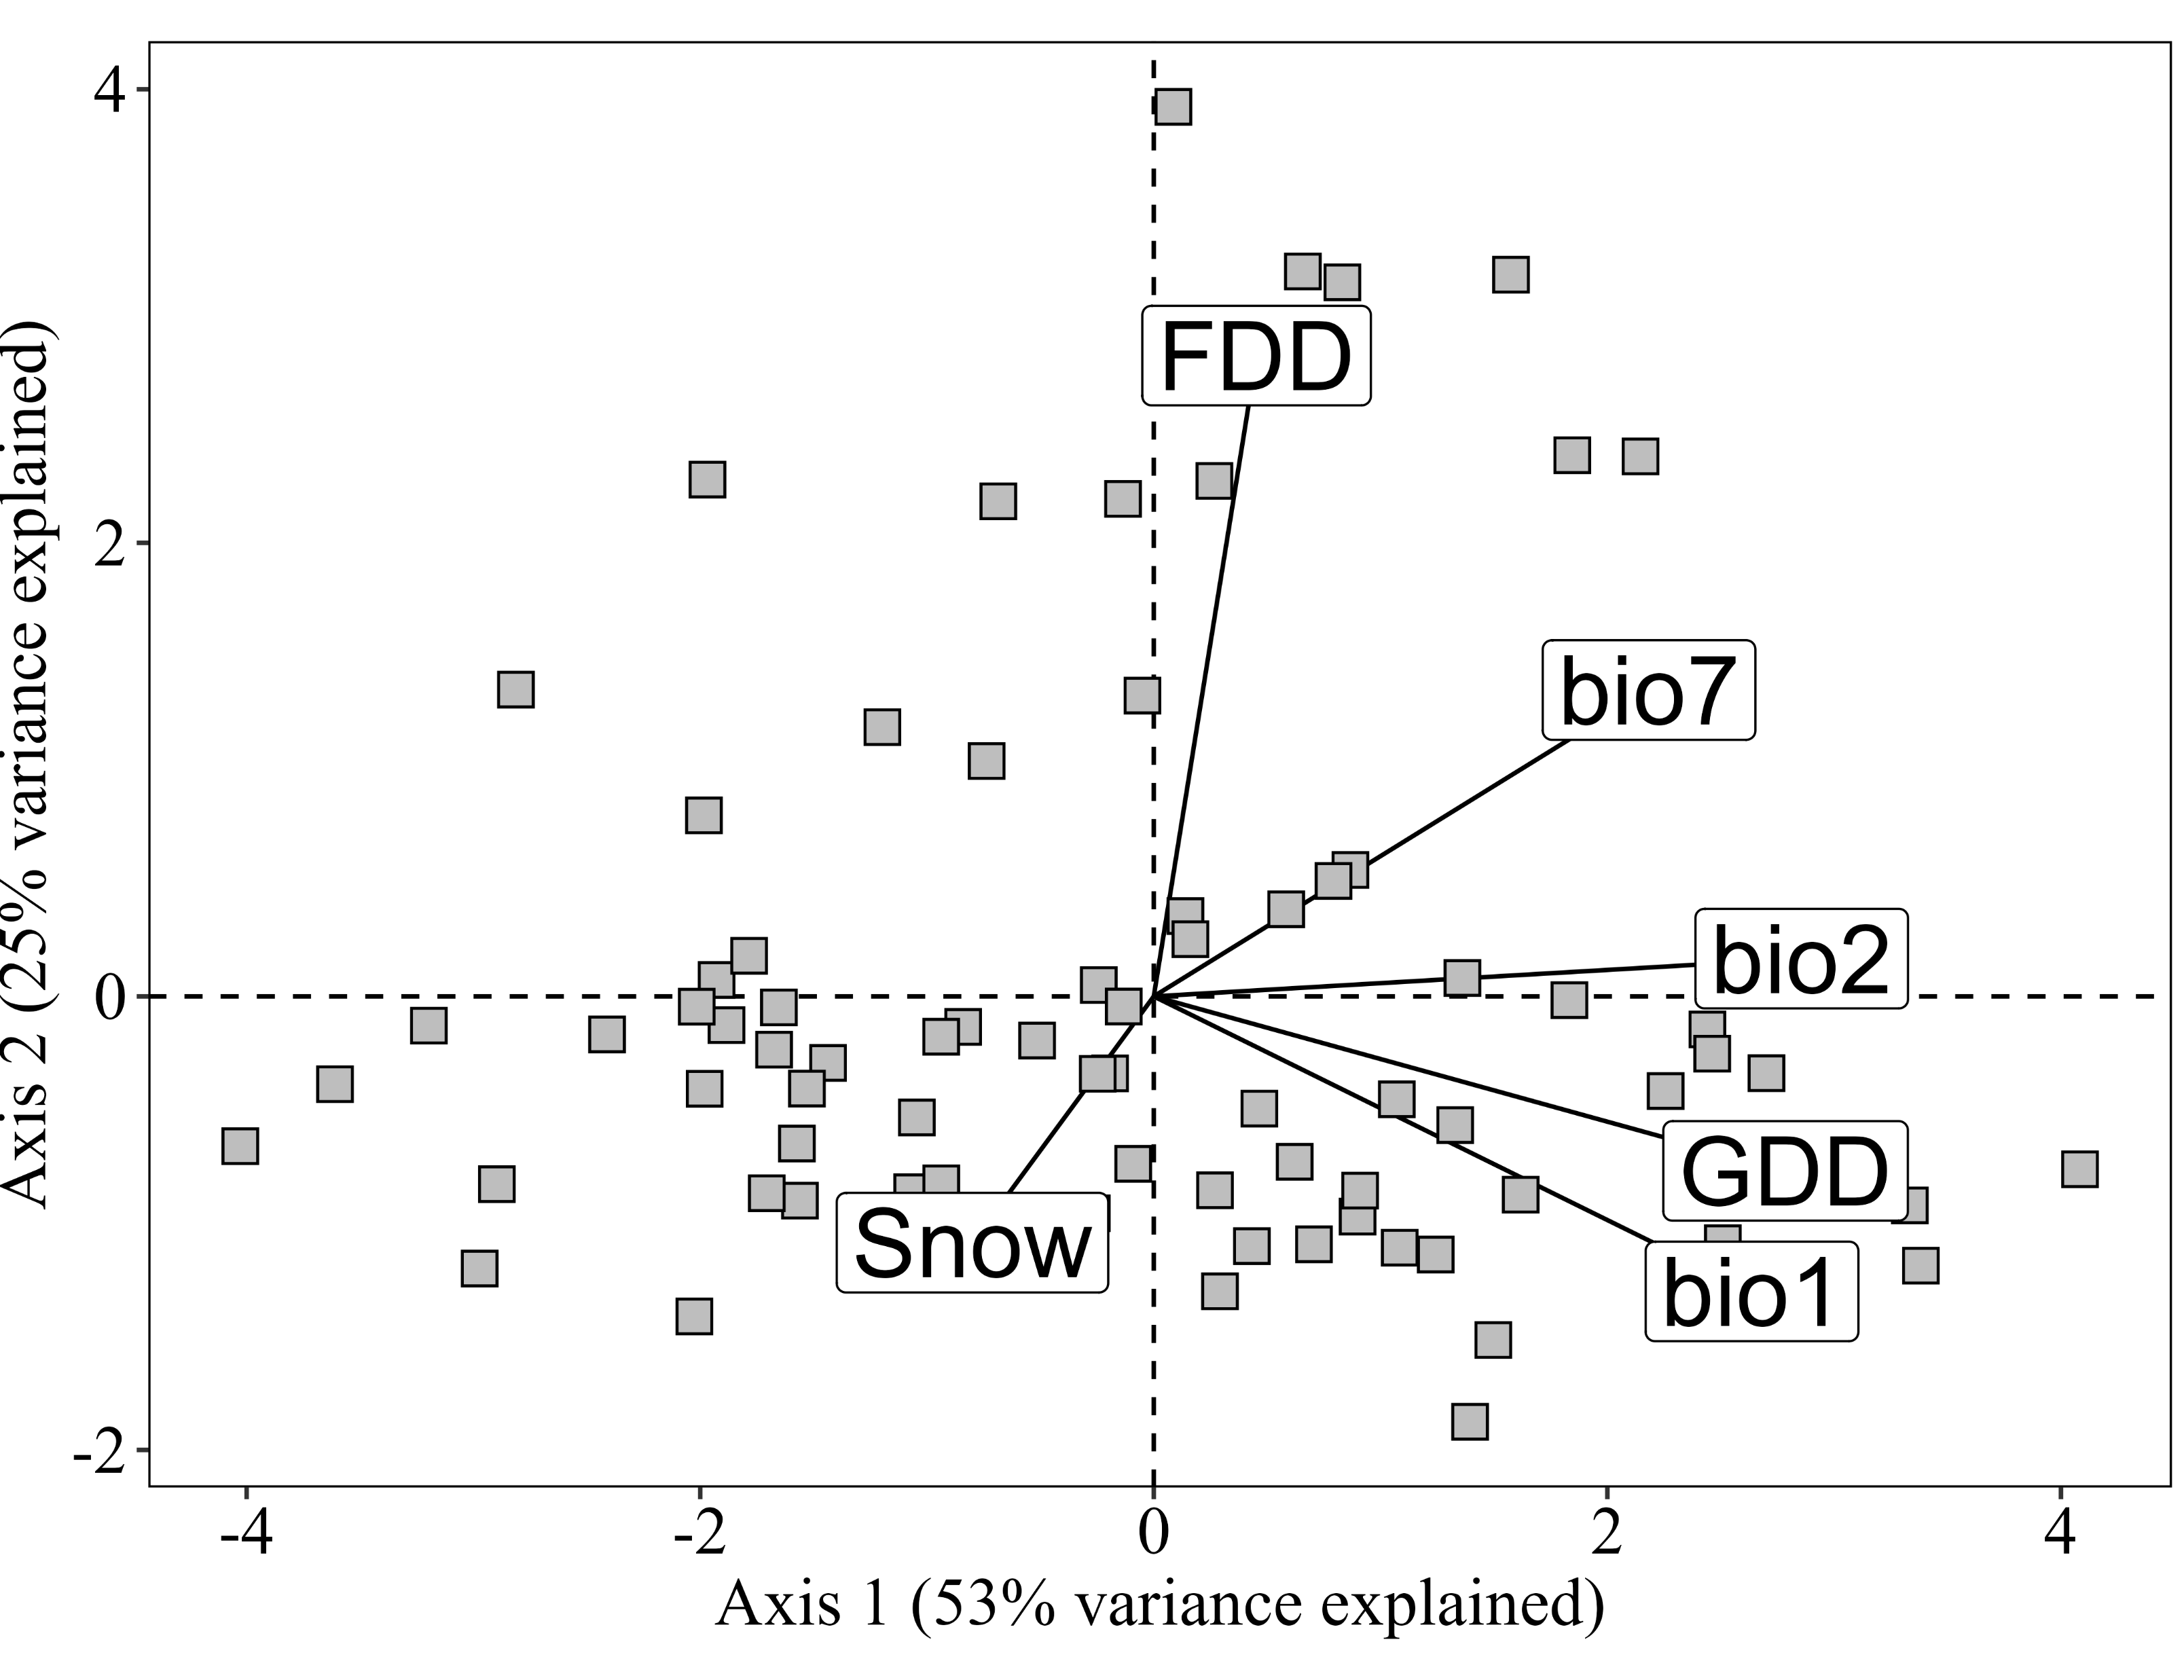 4
FDD
2
bio7
bio2
0
GDD
Snow
bio1
-2
-4
-2
0
2
4
Axis 1 (53% variance explained)
Axis 2 (25% variance explained)